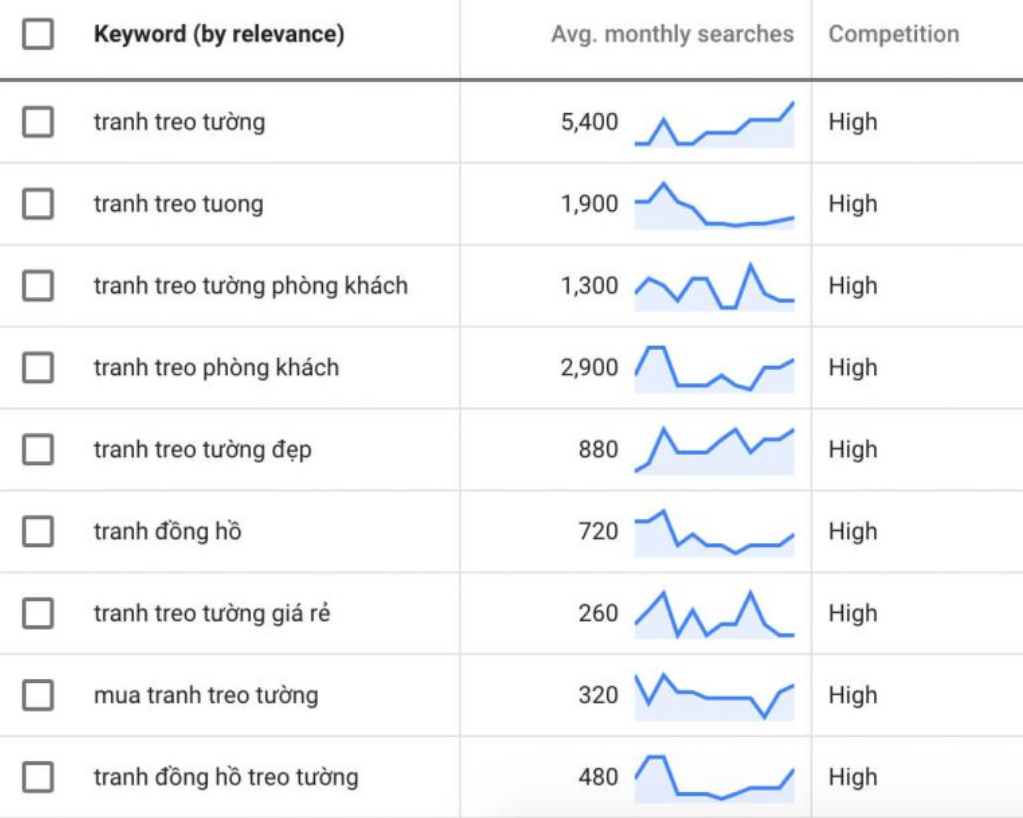 Keyword (by relevance) Avg. monthly searches Competition
tranh treo tường 5,400 High
tranh treo tuong 1,900 High
tranh treo tường phòng khách 1,300 High
tranh treo phòng khách 2,900 High
tranh treo tường đẹp 880 High
tranh đồng hồ 720 High
tranh treo tường giá rẻ 260 High
mua tranh treo tường 320 High
tranh đồng hồ treo tường 480 High